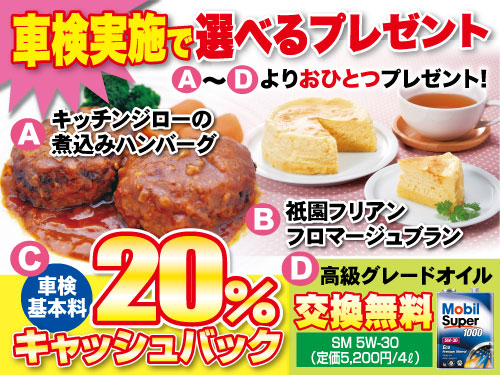 車検実施で選べるプレゼント
A～Dよりおひとつプレゼント!
A キッチンジローの
煮込みハンバーグ
B 祇園フリアン
フロマージュブラン
C 車検
基本料
20%
キャッシュバック
D 高級グレードオイル
交換無料
SM 5W-30
(定価5,200円/4ℓ)
Mobil
Super
1000
5W-30
Eco